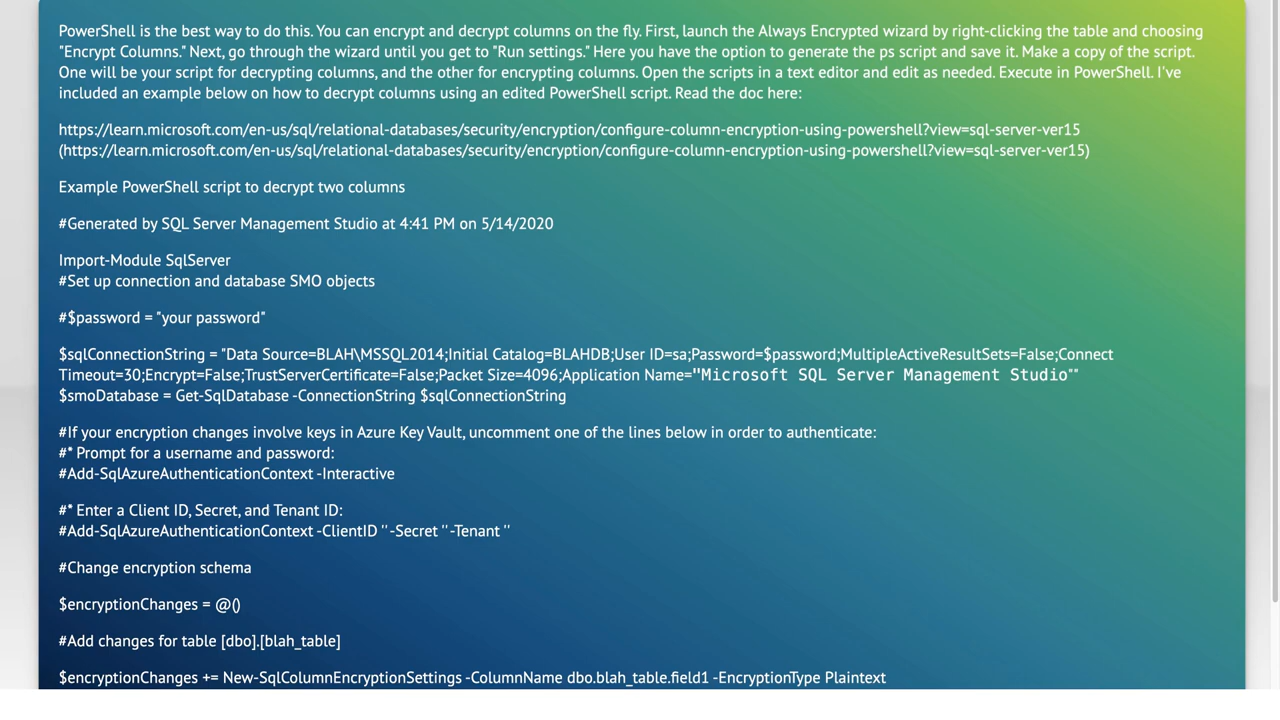 PowerShell is the best way to do this. You can encrypt and decrypt columns on the fly. First, launch the Always Encrypted wizard by right-clicking the table and choosing
"Encrypt Columns." Next, go through the wizard until you get to "Run settings." Here you have the option to generate the ps script and save it. Make a copy of the script.
One will be your script for decrypting columns, and the other for encrypting columns. Open the scripts in a text editor and edit as needed. Execute in PowerShell. I've
included an example below on how to decrypt columns using an edited PowerShell script. Read the doc here:
https://learn.microsoft.com/en-us/sql/relational-databases/security/encryption/configure-column-encryption-using-powershell?view=sql-server-ver15
(https://learn.microsoft.com/en-us/sql/relational-databases/security/encryption/configure-column-encryption-using-powershell?view=sql-server-ver15)
Example PowerShell script to decrypt two columns
#Generated by SQL Server Management Studio at 4:41 PM on 5/14/2020
Import-Module SqlServer
#Set up connection and database SMO objects
#$password = "your password"
$sqlConnectionString = "Data Source=BLAH\MSSQL2014;Initial Catalog=BLAHDB;User ID=sa;Password=$password;MultipleActiveResultSets=False;Connect
Timeout=30;Encrypt=False;TrustServerCertificate=False;Packet Size=4096;Application Name="Microsoft SQL Server Management Studio""
$smoDatabase = Get-SqlDatabase -ConnectionString $sqlConnectionString
#If your encryption changes involve keys in Azure Key Vault, uncomment one of the lines below in order to authenticate:
#* Prompt for a username and password:
#Add-SqlAzureAuthenticationContext -Interactive
#* Enter a Client ID, Secret, and Tenant ID:
#Add-SqlAzureAuthenticationContext -ClientID '' -Secret '' -Tenant ''
#Change encryption schema
$encryptionChanges = @()
#Add changes for table [dbo].[blah_table]
$encryptionChanges += New-SqlColumnEncryptionSettings -ColumnName dbo.blah_table.field1 -EncryptionType Plaintext